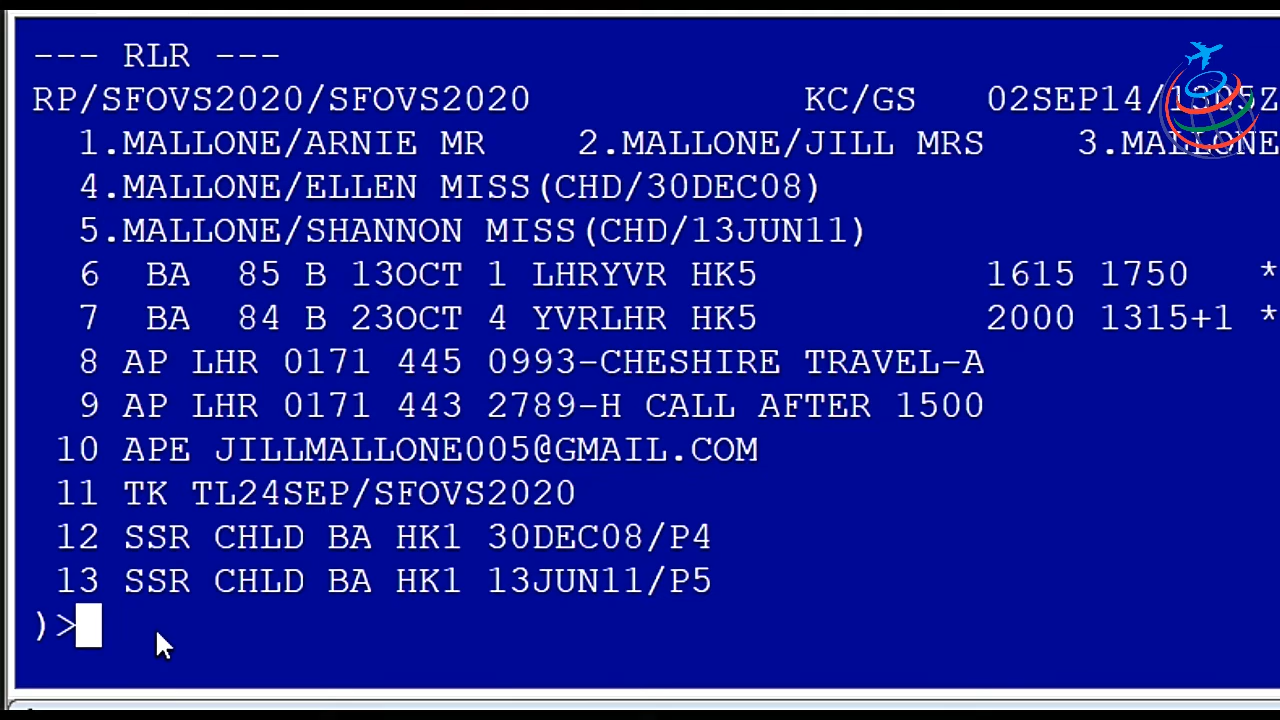 --- RLR ---
RP/SFOVS2020/SFOVS2020 KC/GS 02SEP14/1305Z
1.MALLONE/ARNIE MR 2.MALLONE/JILL MRS 3.MALLONE
4.MALLONE/ELLEN MISS(CHD/30DEC08)
5.MALLONE/SHANNON MISS(CHD/13JUN11)
6 BA 85 B 13OCT 1 LHRYVR HK5 1615 1750 *
7 BA 84 B 23OCT 4 YVRLHR HK5 2000 1315+1 *
8 AP LHR 0171 445 0993-CHESHIRE TRAVEL-A
9 AP LHR 0171 443 2789-H CALL AFTER 1500
10 APE JILLMALLONE005@GMAIL.COM
11 TK TL24SEP/SFOVS2020
12 SSR CHLD BA HK1 30DEC08/P4
13 SSR CHLD BA HK1 13JUN11/P5
)>